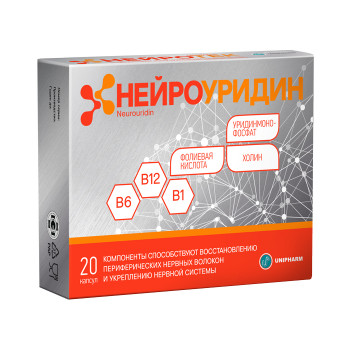 НЕЙРОУРИДИН
Neurouridin
УРИДИНМОНО-
ФОСФАТ
ФОЛИЕВАЯ
КИСЛОТА
ХОЛИН
B12
B6
B1
20
капсул
КОМПОНЕНТЫ СПОСОБСТВУЮТ ВОССТАНОВЛЕНИЮ
ПЕРИФЕРИЧЕСКИХ НЕРВНЫХ ВОЛОКОН
И УКРЕПЛЕНИЮ НЕРВНОЙ СИСТЕМЫ
UNIPHARM